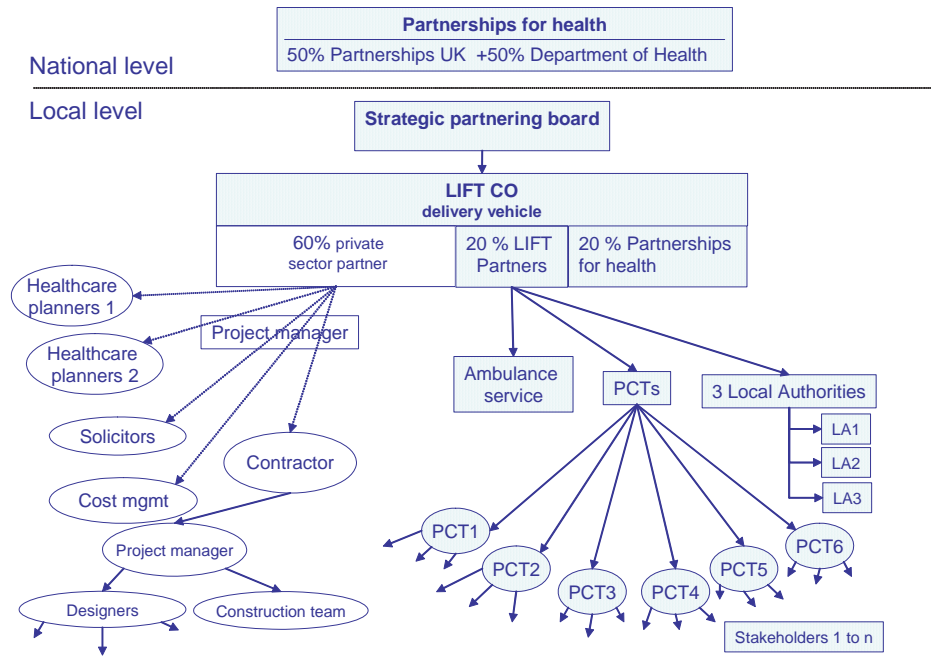 Partnerships for health
50% Partnerships UK +50% Department of Health
National level
Local level
Strategic partnering board
LIFT CO
delivery vehicle
60% private
sector partner
20 % LIFT
Partners
20 % Partnerships
for health
Healthcare
planners 1
Project manager
Healthcare
planners 2
Ambulance
service
PCTs
3 Local Authorities
LA1
LA2
LA3
Solicitors
Contractor
Cost mgmt
Project manager
Designers
Construction team
PCT1
PCT2
PCT3
PCT4
PCT5
PCT6
Stakeholders 1 to n